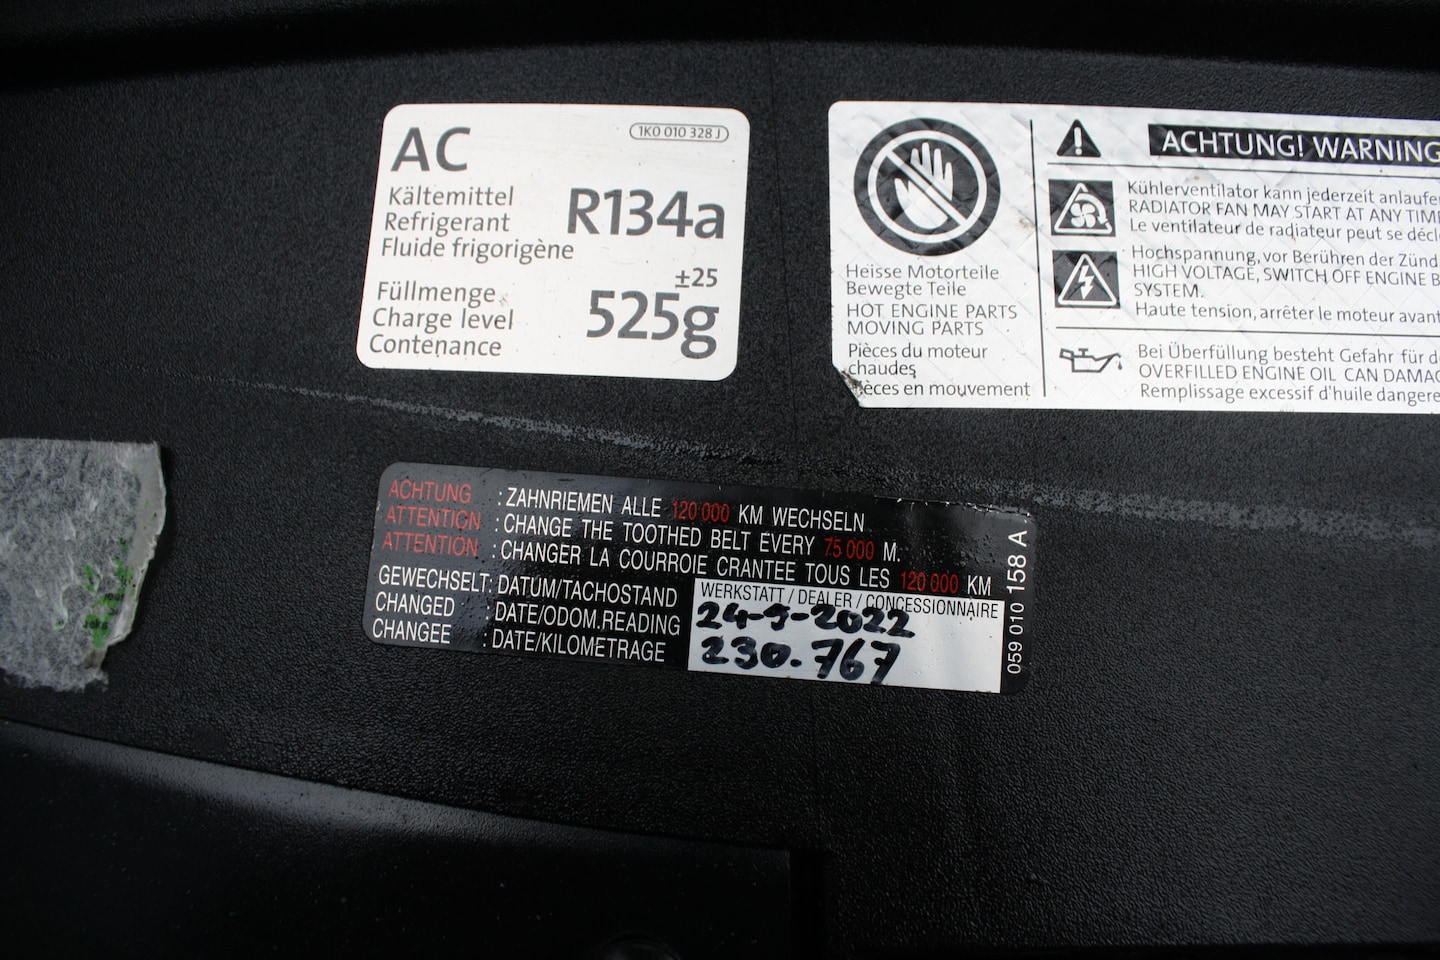 AC
1K0 010 328 J
Kältemittel
Refrigerant
Fluide frigorigène
R134a
Füllmenge
Charge level
Contenance
±25
525g
Heisse Motorteile
Bewegte Teile
HOT ENGINE PARTS
MOVING PARTS
Pièces du moteur
chaudes
Pièces en mouvement
ACHTUNG! WARNING
Kühlerventilator kann jederzeit anlaufe
RADIATOR FAN MAY START AT ANY TIM
Le ventilateur de radiateur peut se décl
Hochspannung, vor Berühren der Zünd
HIGH VOLTAGE, SWITCH OFF ENGINE B
SYSTEM.
Haute tension, arrêter le moteur avant
Bei Überfüllung besteht Gefahr für d
OVERFILLED ENGINE OIL CAN DAMA
Remplissage excessif d'huile dangere
ACHTUNG : ZAHNRIEMEN ALLE 120 000 KM WECHSELN
ATTENTION : CHANGE THE TOOTHED BELT EVERY 75 000 M.
ATTENTION : CHANGER LA COURROIE CRANTEE TOUS LES 120 000 KM
GEWECHSELT: DATUM/TACHOSTAND
CHANGED : DATE/ODOM.READING
CHANGEE : DATE/KILOMETRAGE
WERKSTATT / DEALER / CONCESSIONNAIRE
24-9-2022
230.767
059 010 158 A